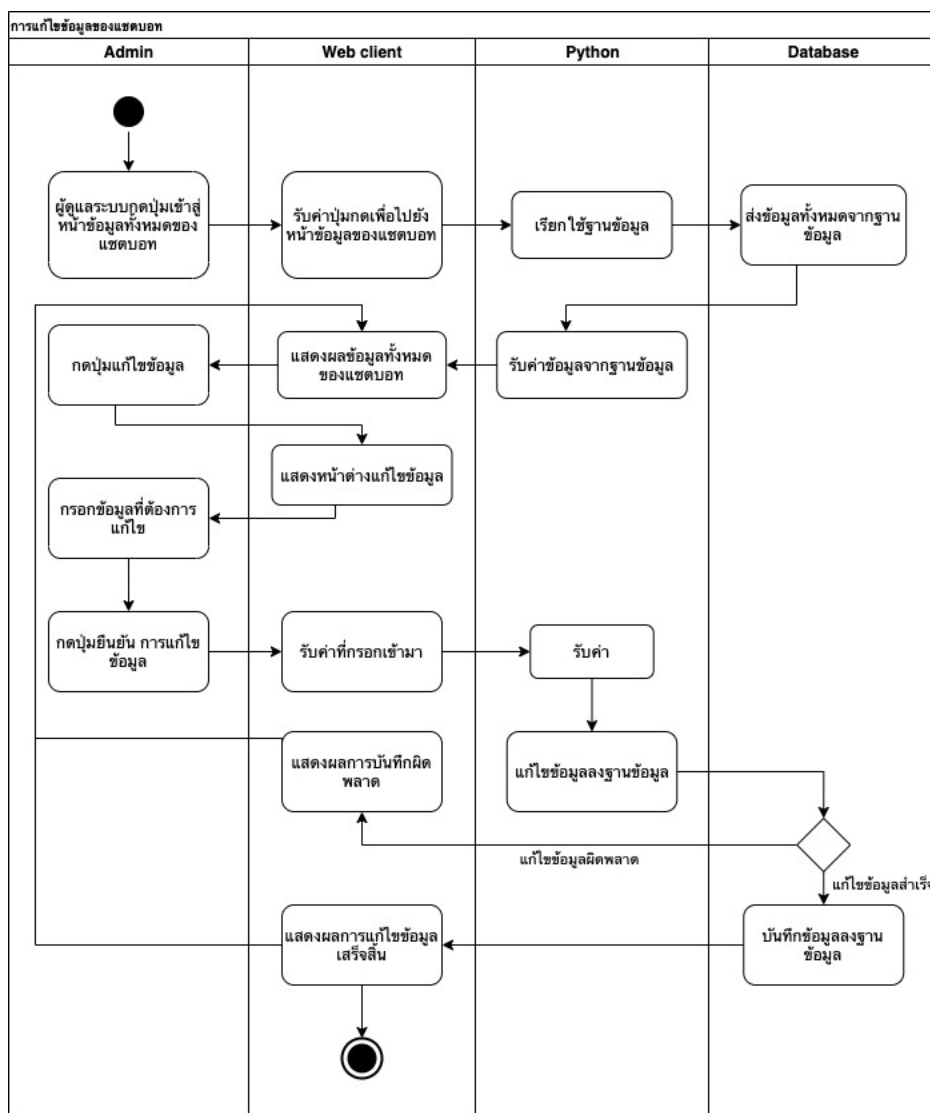 การแก้ไขข้อมูลของแชตบอท
Admin
Web client
Python
Database
ผู้ดูแลระบบกดปุ่มเข้าสู่
หน้าข้อมูลทั้งหมดของ
แชตบอท
รับค่าปุ่มกดเพื่อไปยัง
หน้าข้อมูลของแชตบอท
เรียกใช้ฐานข้อมูล
ส่งข้อมูลทั้งหมดจากฐาน
ข้อมูล
กดปุ่มแก้ไขข้อมูล
แสดงผลข้อมูลทั้งหมด
ของแชตบอท
รับค่าข้อมูลจากฐานข้อมูล
แสดงหน้าต่างแก้ไขข้อมูล
กรอกข้อมูลที่ต้องการ
แก้ไข
กดปุ่มยืนยัน การแก้ไข
ข้อมูล
รับค่าที่กรอกเข้ามา
รับค่า
แสดงผลการบันทึกผิด
พลาด
แก้ไขข้อมูลลงฐานข้อมูล
แก้ไขข้อมูลผิดพลาด
แก้ไขข้อมูลสำเร็จ
แสดงผลการแก้ไขข้อมูล
เสร็จสิ้น
บันทึกข้อมูลลงฐาน
ข้อมูล